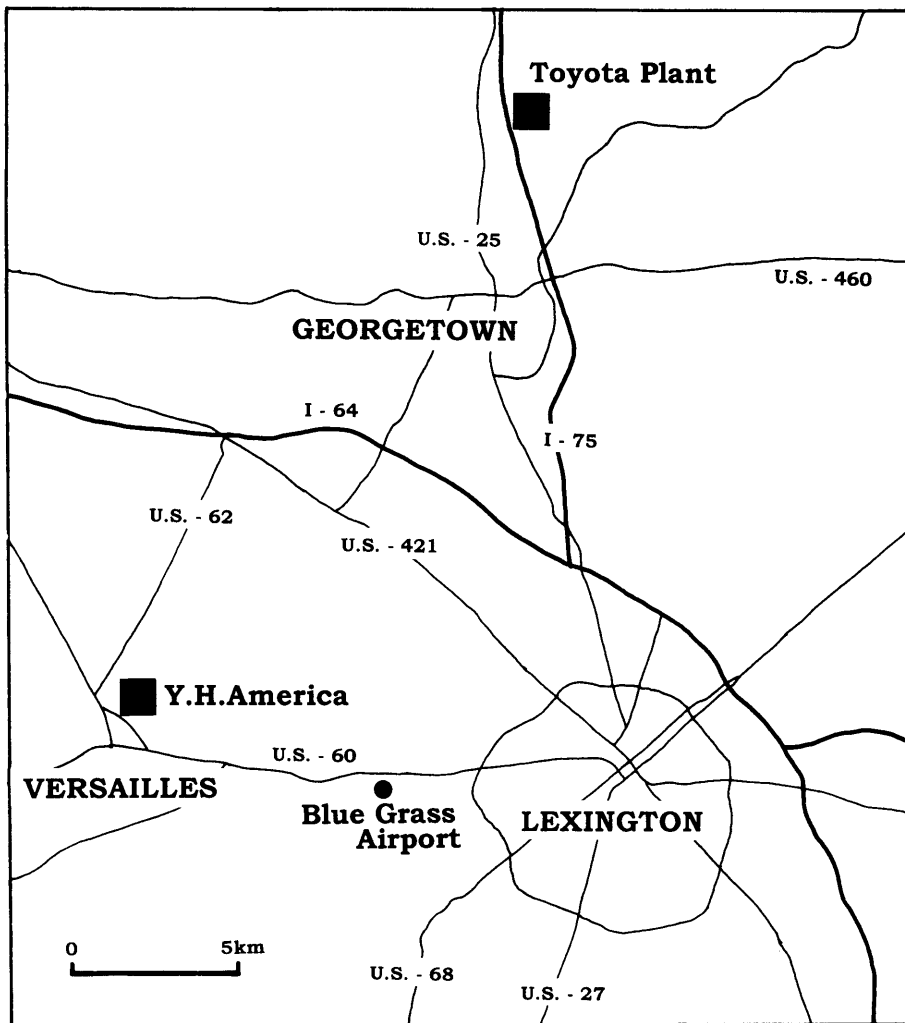 Toyota Plant
U.S. - 25
U.S. - 460
GEORGETOWN
I - 64
I - 75
U.S. - 62
U.S. - 421
Y.H.America
U.S. - 60
VERSAILLES
Blue Grass
Airport
LEXINGTON
0 5km
U.S. - 68
U.S. - 27